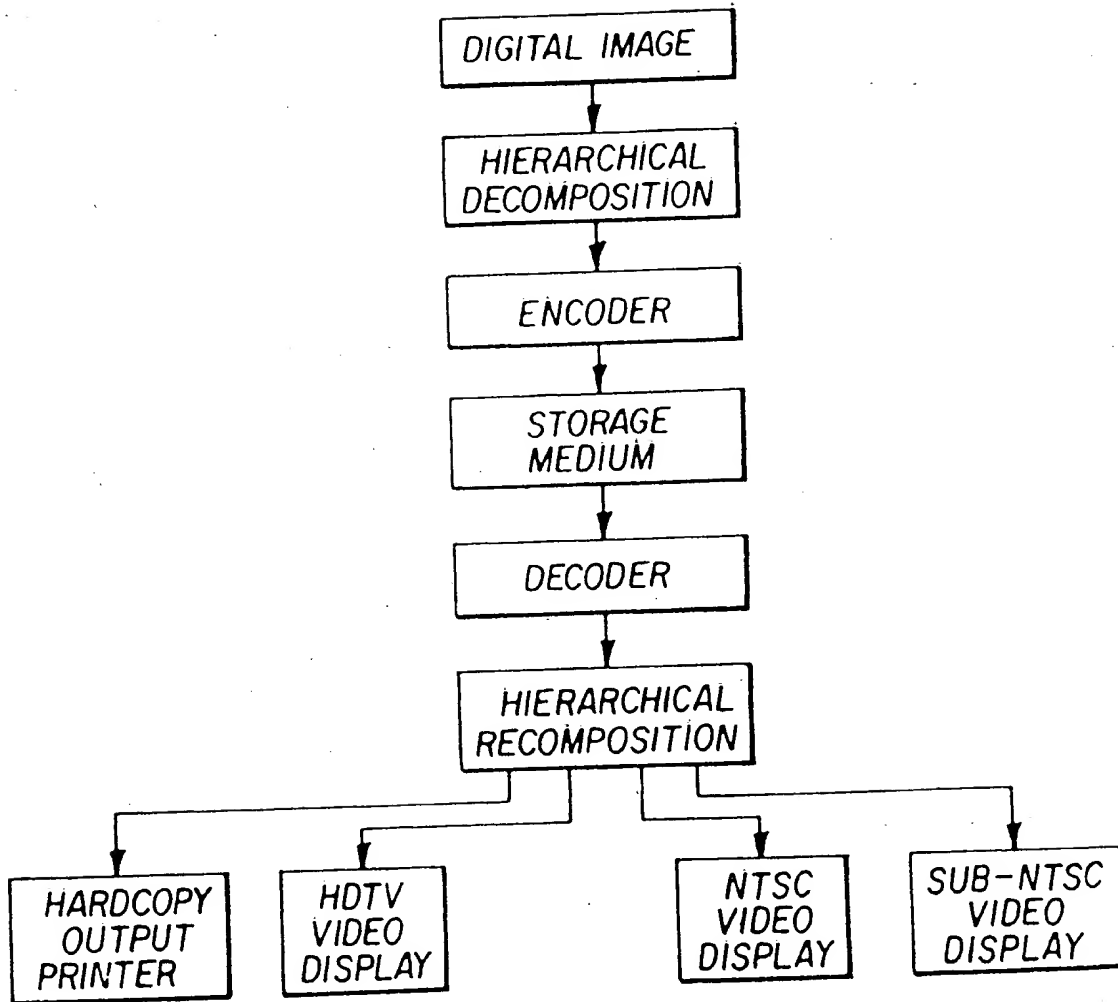 DIGITAL IMAGE
HIERARCHICAL
DECOMPOSITION
ENCODER
STORAGE
MEDIUM
DECODER
HIERARCHICAL
RECOMPOSITION
HARDCOPY
OUTPUT
PRINTER
HDTV
VIDEO
DISPLAY
NTSC
VIDEO
DISPLAY
SUB-NTSC
VIDEO
DISPLAY